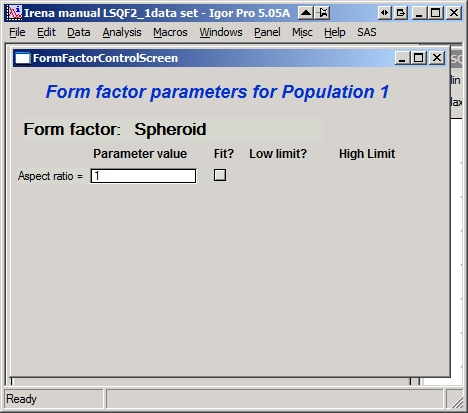 Irena manual LSQF2_1data set - Igor Pro 5.05A
File Edit Data Analysis Macros Windows Panel Misc Help SAS
FormFactorControlScreen
Form factor parameters for Population 1
Form factor: Spheroid
Parameter value Fit? Low limit? High Limit
Aspect ratio = 1
Ready